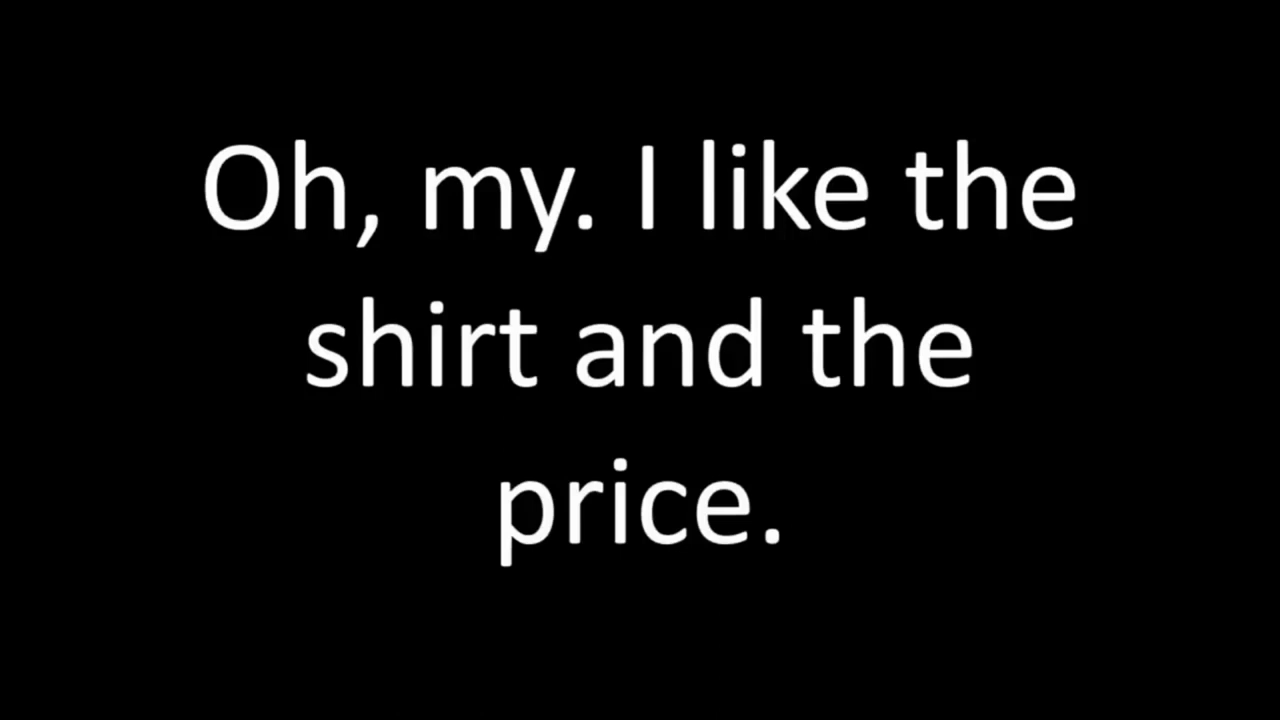 Oh, my. I like the
shirt and the
price.